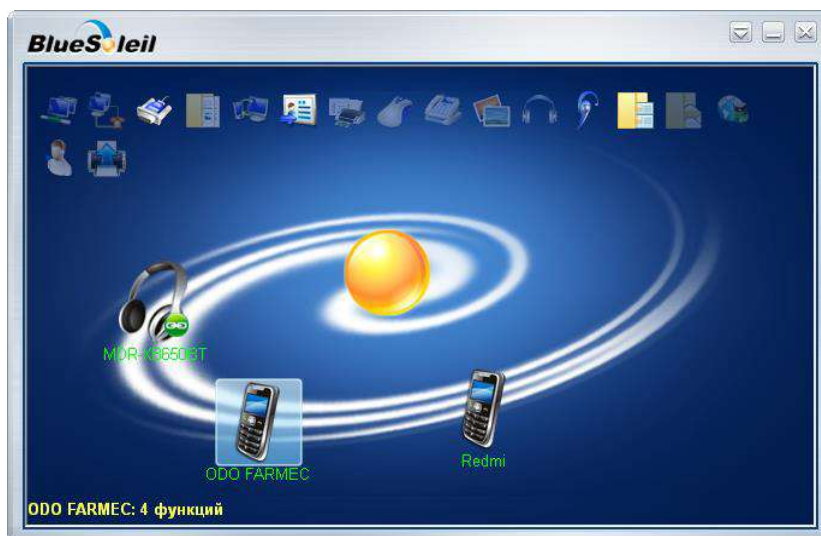 BlueSoleil
MDR-XB650BT
ODO FARMEC
Redmi
ODO FARMEC: 4 функций